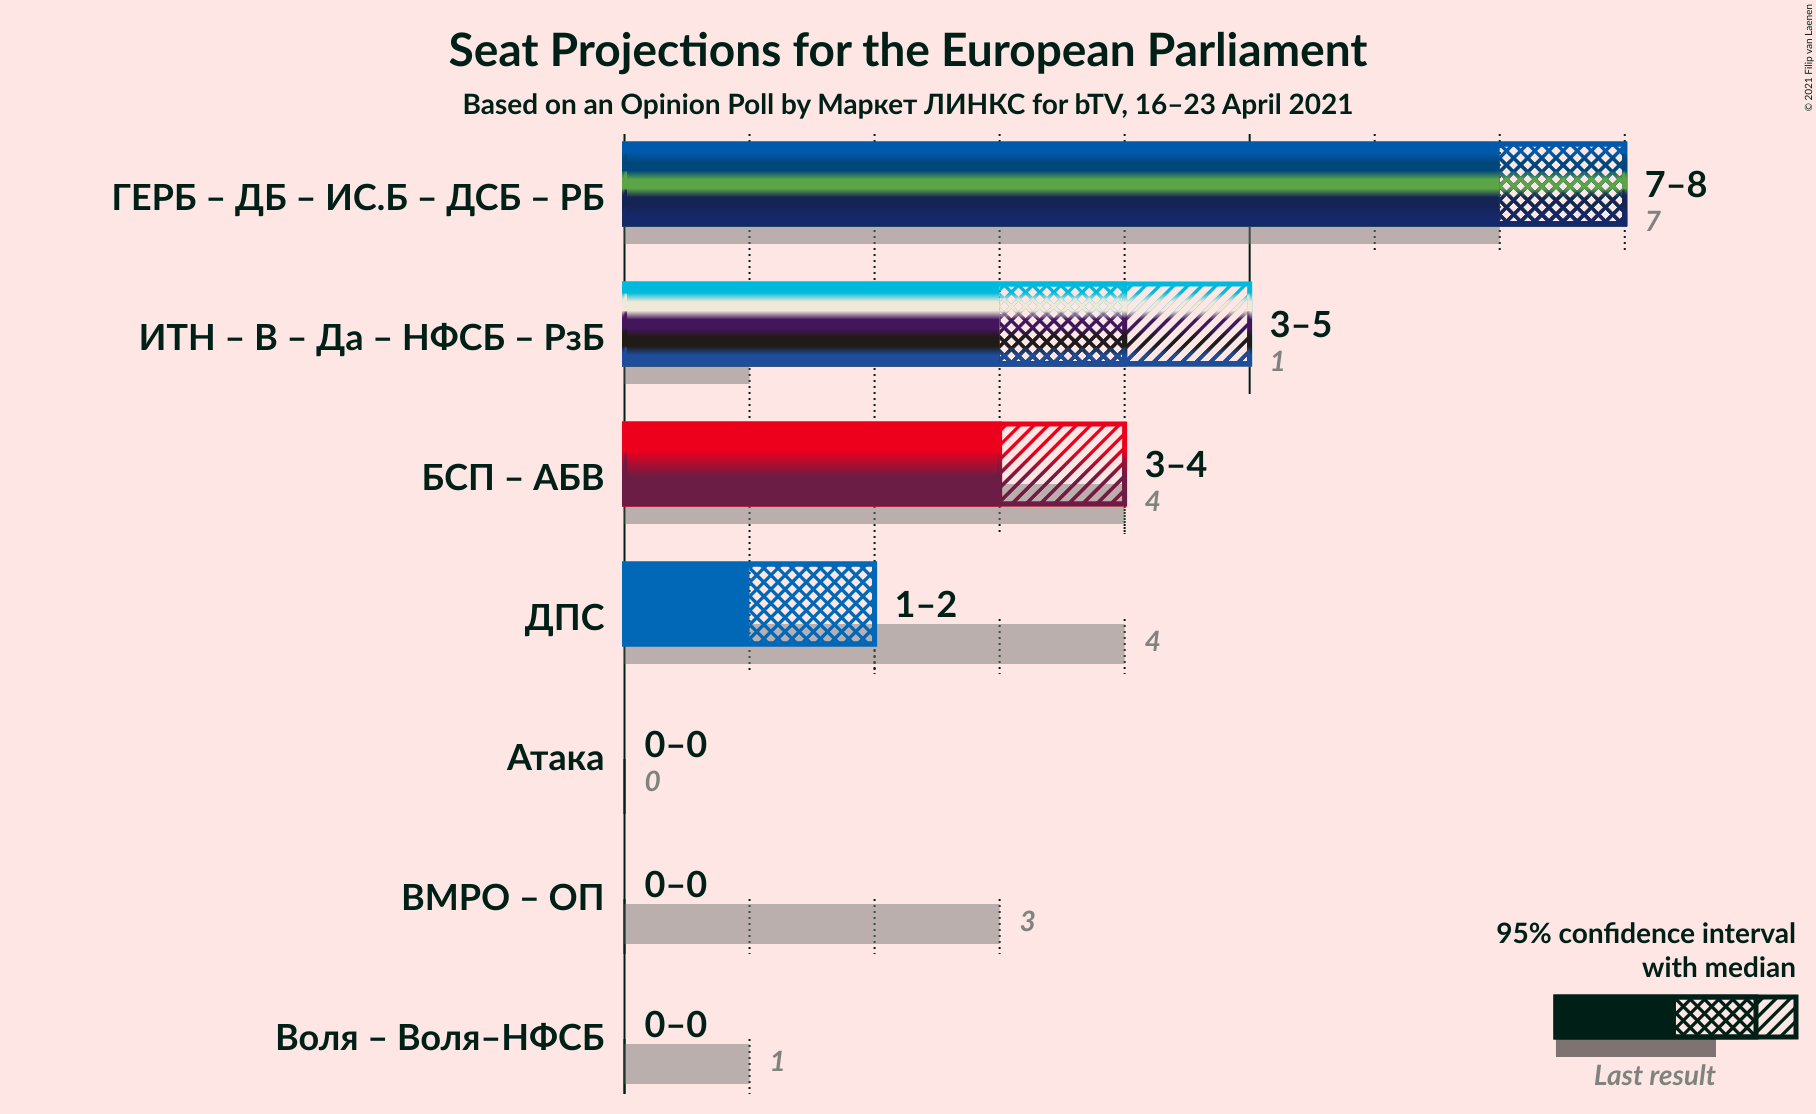 Seat Projections for the European Parliament
Based on an Opinion Poll by Маркет ЛИНКС for bTV, 16–23 April 2021
© 2021 Filip van Laenen
ГЕРБ – ДБ – ИС.Б – ДСБ – РБ
7–8
7
ИТН – В – Да – НФСБ – РзБ
3–5
1
БСП – АБВ
3–4
4
ДПС
1–2
4
Атака
0–0
0
ВМРО – ОП
0–0
3
Воля – Воля–НФСБ
0–0
1
95% confidence interval
with median
Last result